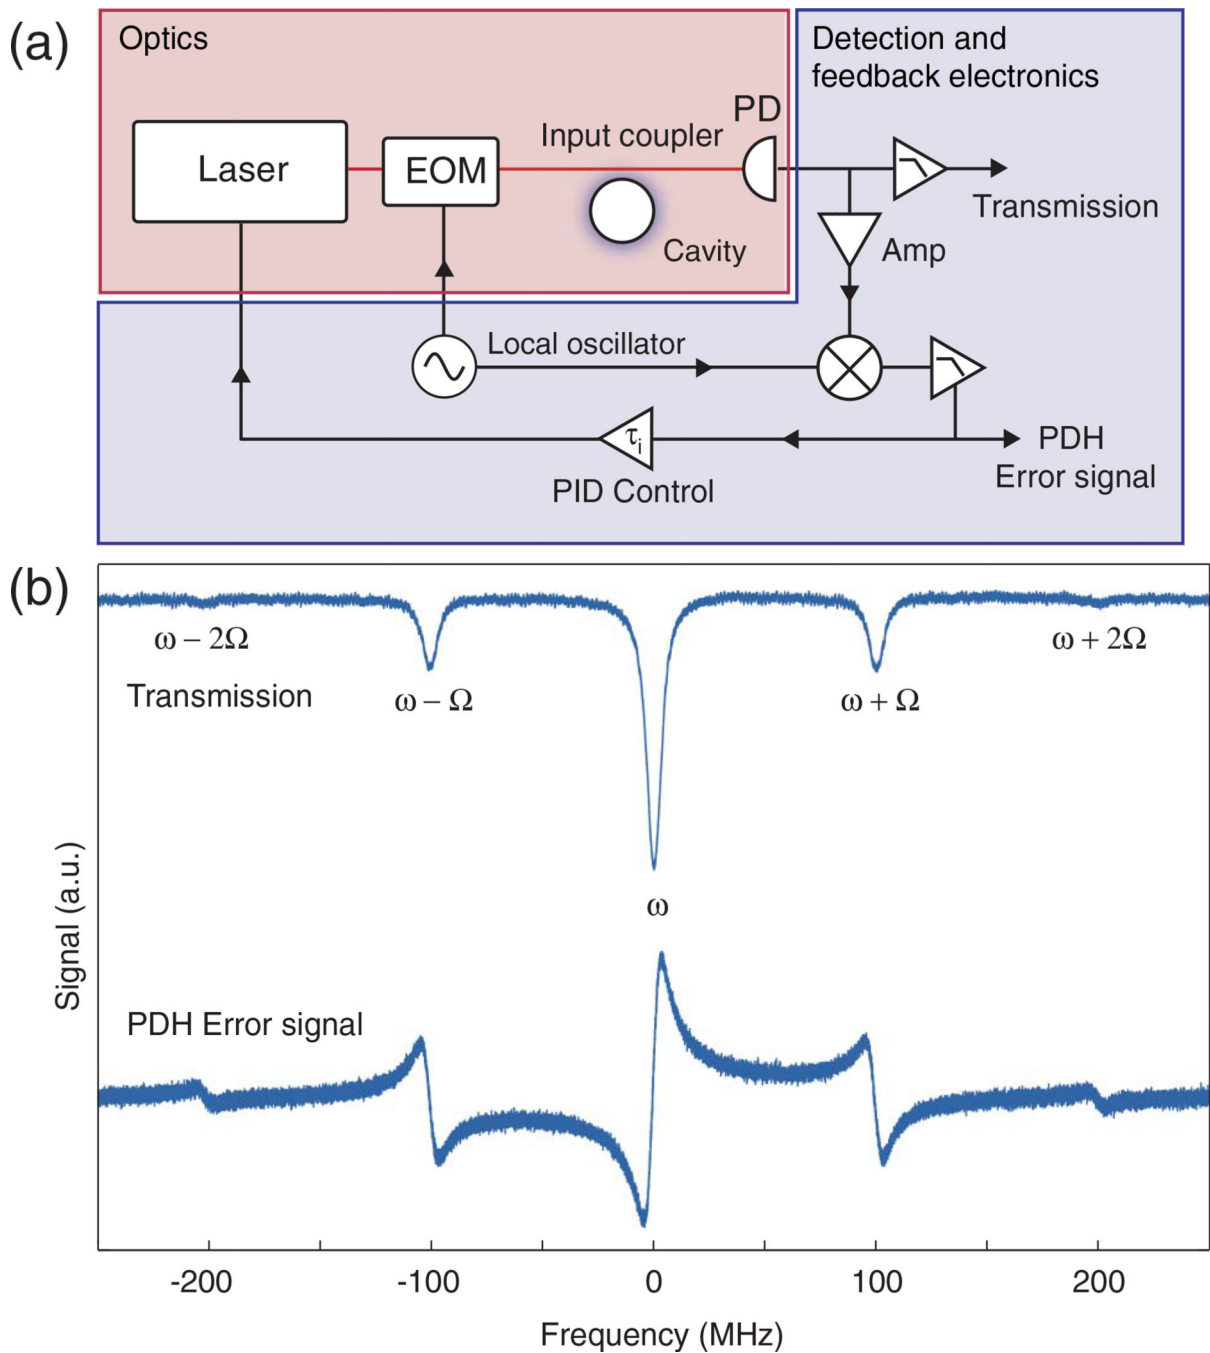 (a)
Optics
Detection and
feedback electronics
PD
Input coupler
Laser
EOM
Transmission
Cavity
Amp
Local oscillator
τi
PDH
Error signal
PID Control
(b)
ω − 2Ω
ω + 2Ω
Transmission
ω − Ω
ω + Ω
ω
Signal (a.u.)
PDH Error signal
-200
-100
0
100
200
Frequency (MHz)